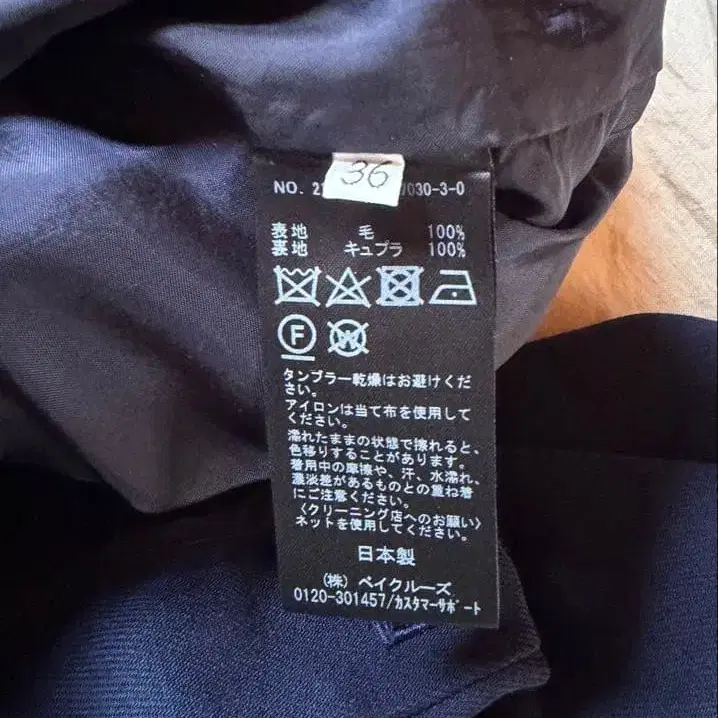 36
NO. 2 7030-3-0
表地 毛 100%
裏地 キュプラ 100%
F W
タンブラー乾燥はお避けくだ
さい。
アイロンは当て布を使用して
ください。
濡れたままの状態で擦れると、
色移りすることがあります。
着用中の摩擦や、汗、水濡れ、
濃淡差があるものとの重ね着
にご注意ください。
〈クリーニング店へのお願い〉
ネットを使用してください。
日本製
(株) ベイクルーズ
0120-301457/カスタマーサポート